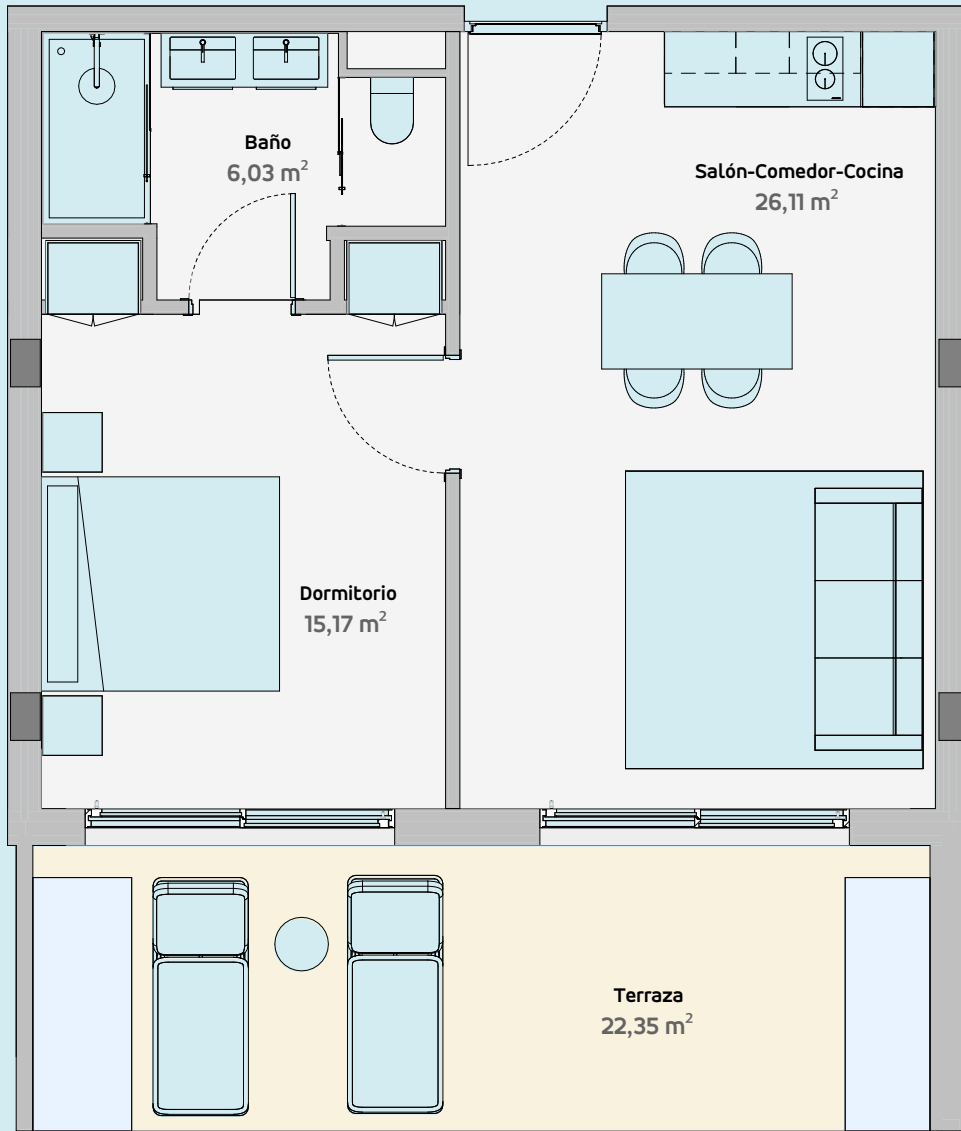 Baño
6,03 m²
Salón-Comedor-Cocina
26,11 m²
Dormitorio
15,17 m²
Terraza
22,35 m²